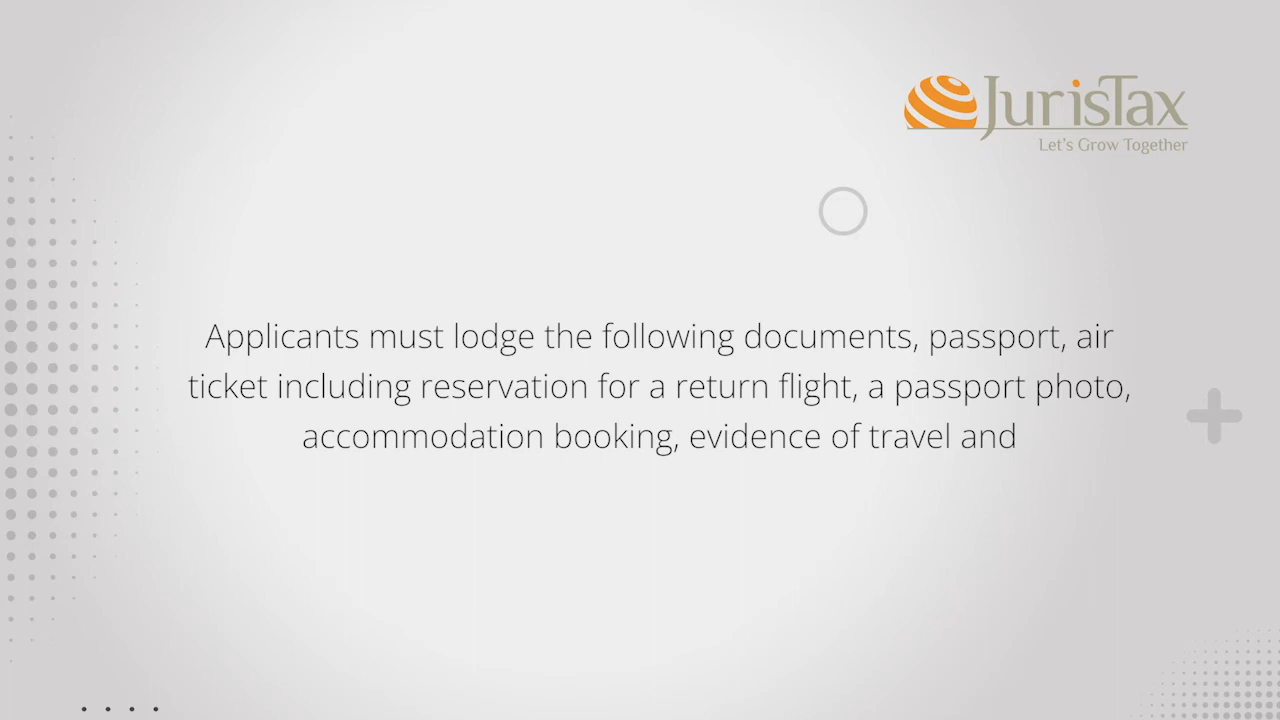 JurisTax
Let's Grow Together
Applicants must lodge the following documents, passport, air
ticket including reservation for a return flight, a passport photo,
accommodation booking, evidence of travel and